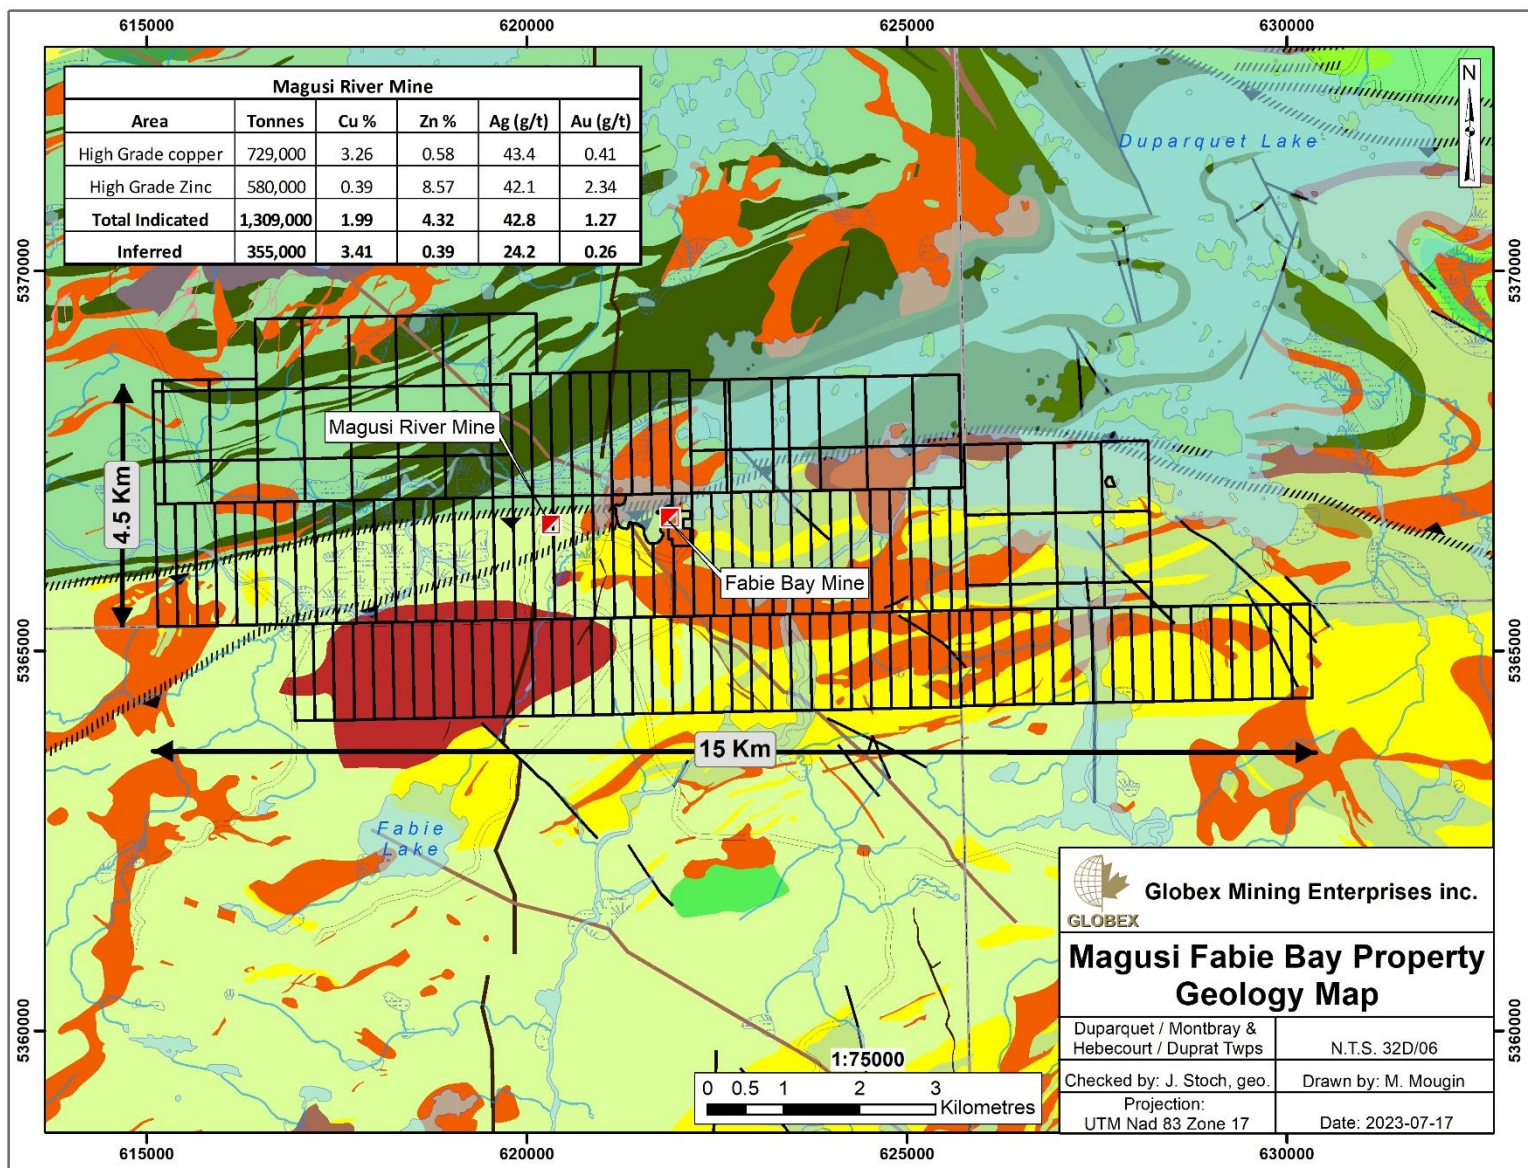 615000 620000 625000 630000
N
Magusi River Mine
Area Tonnes Cu % Zn % Ag (g/t) Au (g/t)
High Grade copper 729,000 3.26 0.58 43.4 0.41
High Grade Zinc 580,000 0.39 8.57 42.1 2.34
Total Indicated 1,309,000 1.99 4.32 42.8 1.27
Inferred 355,000 3.41 0.39 24.2 0.26
Duparquet Lake
5370000 5370000
Magusi River Mine
4.5 Km
Fabie Bay Mine
5365000 5365000
15 Km
Fabie
Lake
GLOBEX
Globex Mining Enterprises inc.
Magusi Fabie Bay Property
Geology Map
Duparquet / Montbray &
Hebecourt / Duprat Twps
N.T.S. 32D/06
Checked by: J. Stoch, geo.
Drawn by: M. Mougin
Projection:
UTM Nad 83 Zone 17
Date: 2023-07-17
5360000 5360000
1:75000
0 0.5 1 2 3
Kilometres
615000 620000 625000 630000